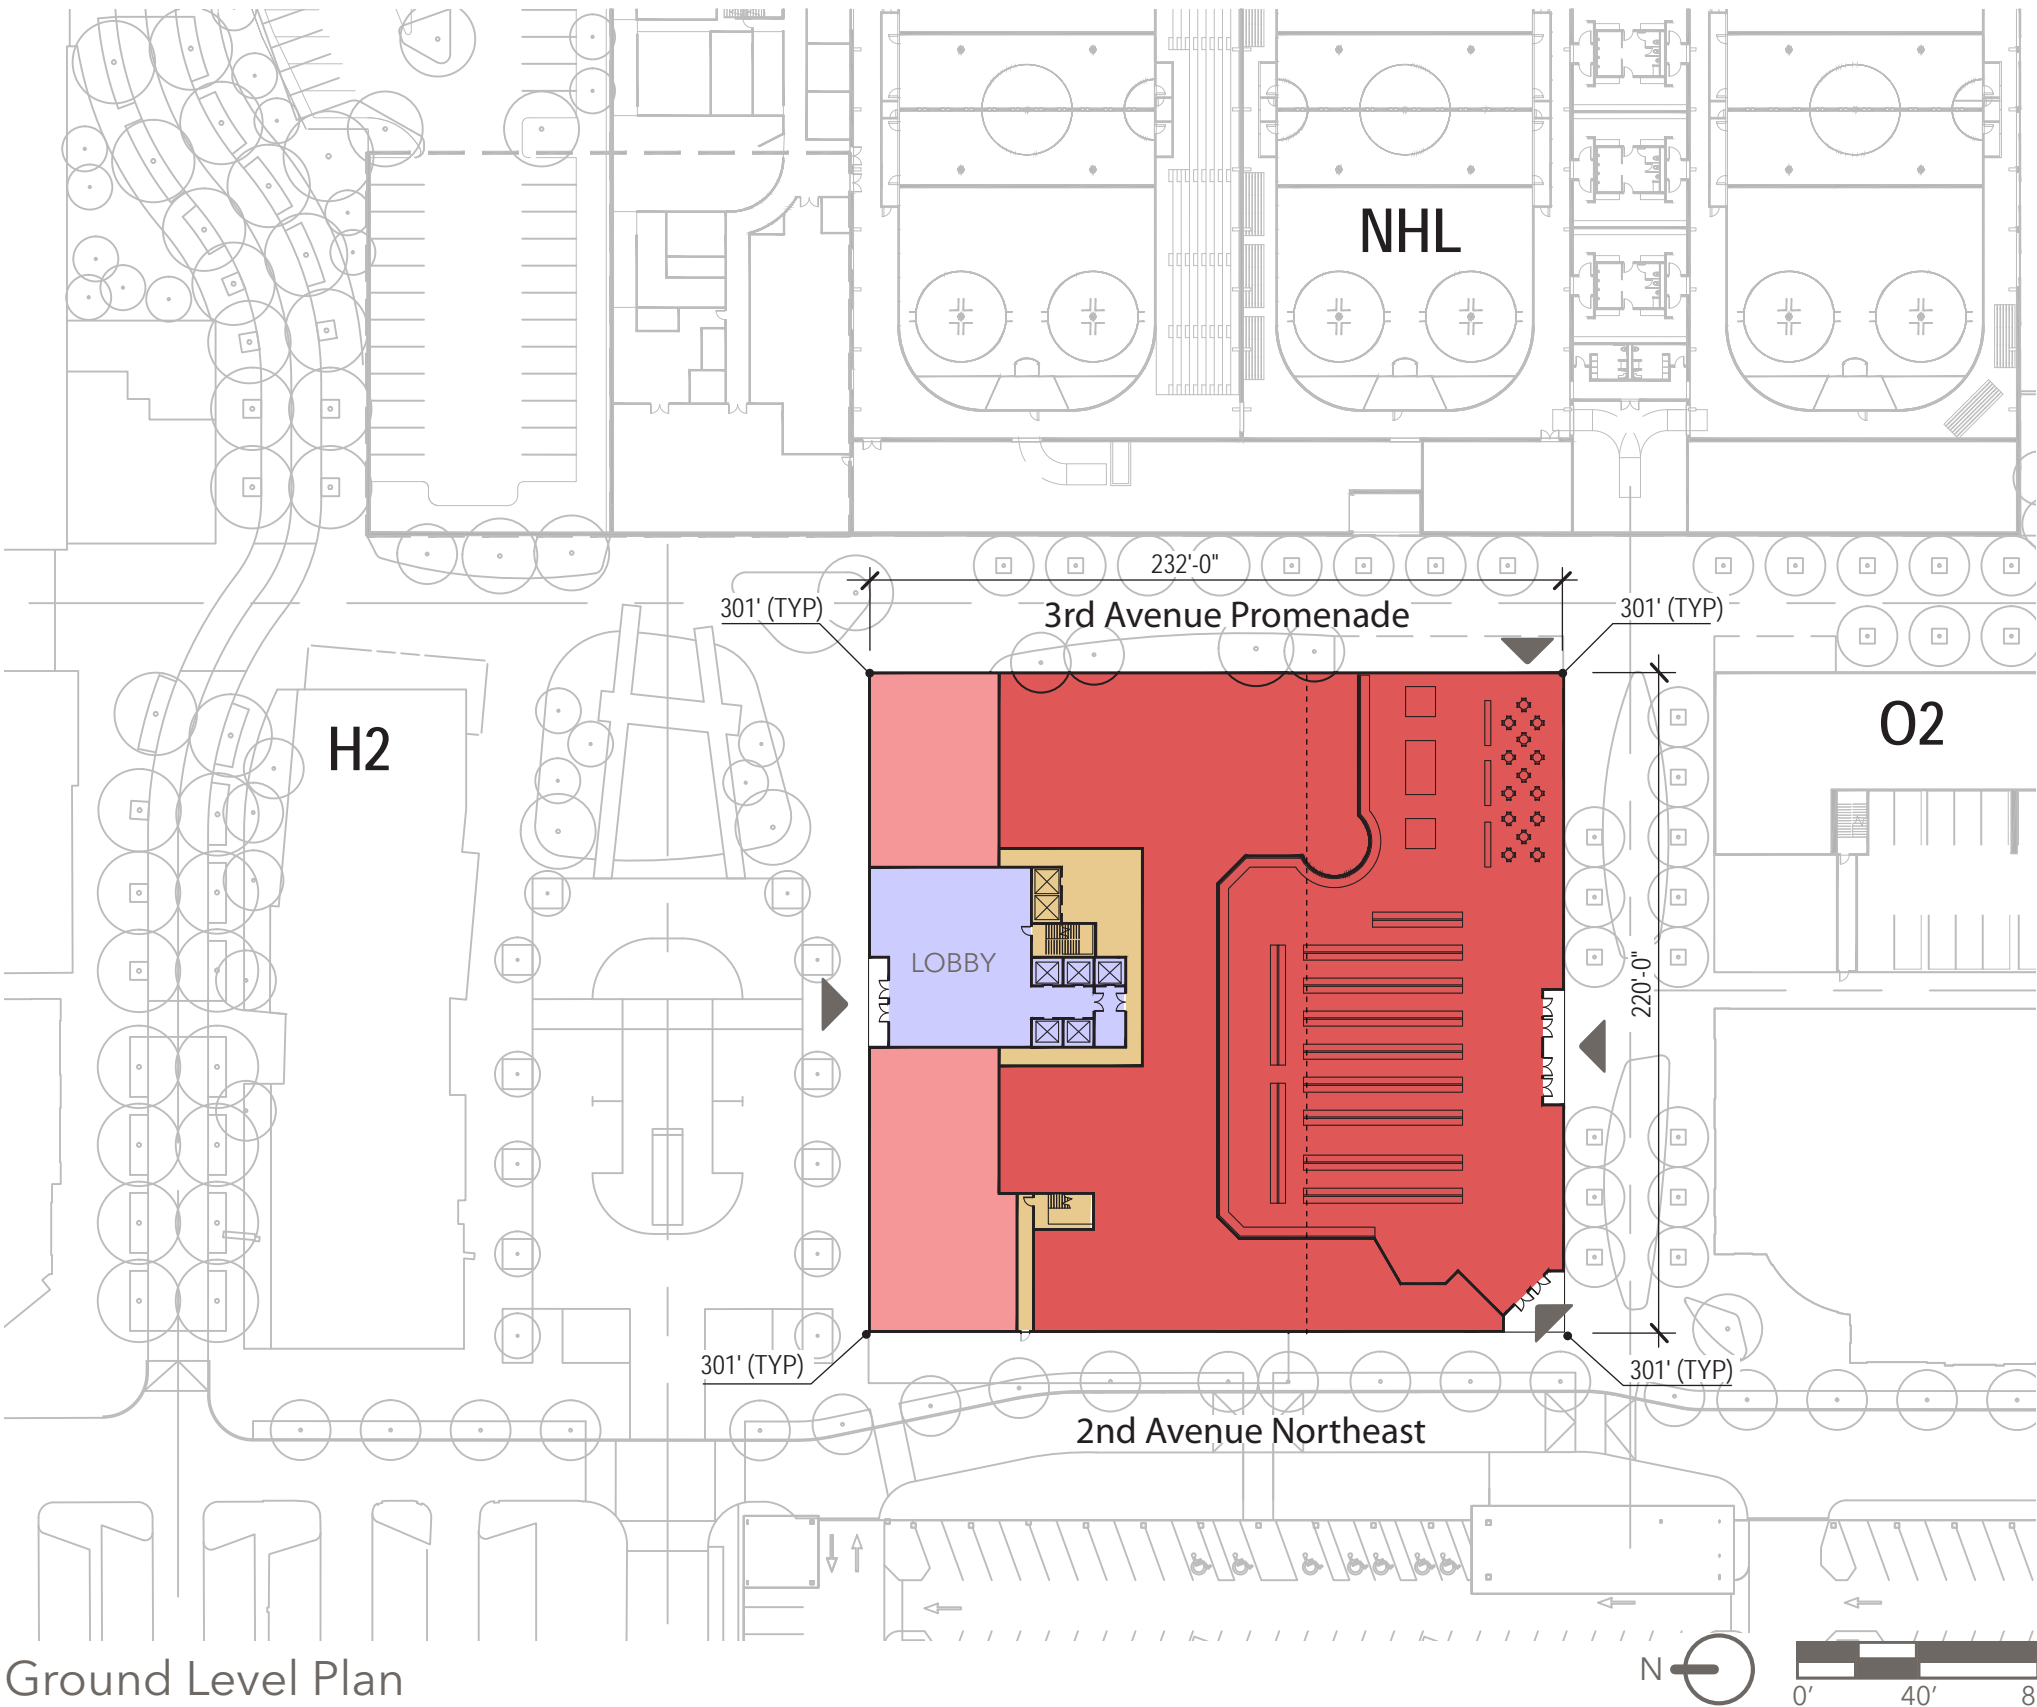 NHL
232'-0"
301' (TYP)
3rd Avenue Promenade
301' (TYP)
H2
O2
LOBBY
220'-0"
301' (TYP)
301' (TYP)
2nd Avenue Northeast
Ground Level Plan
N
0' 40' 8